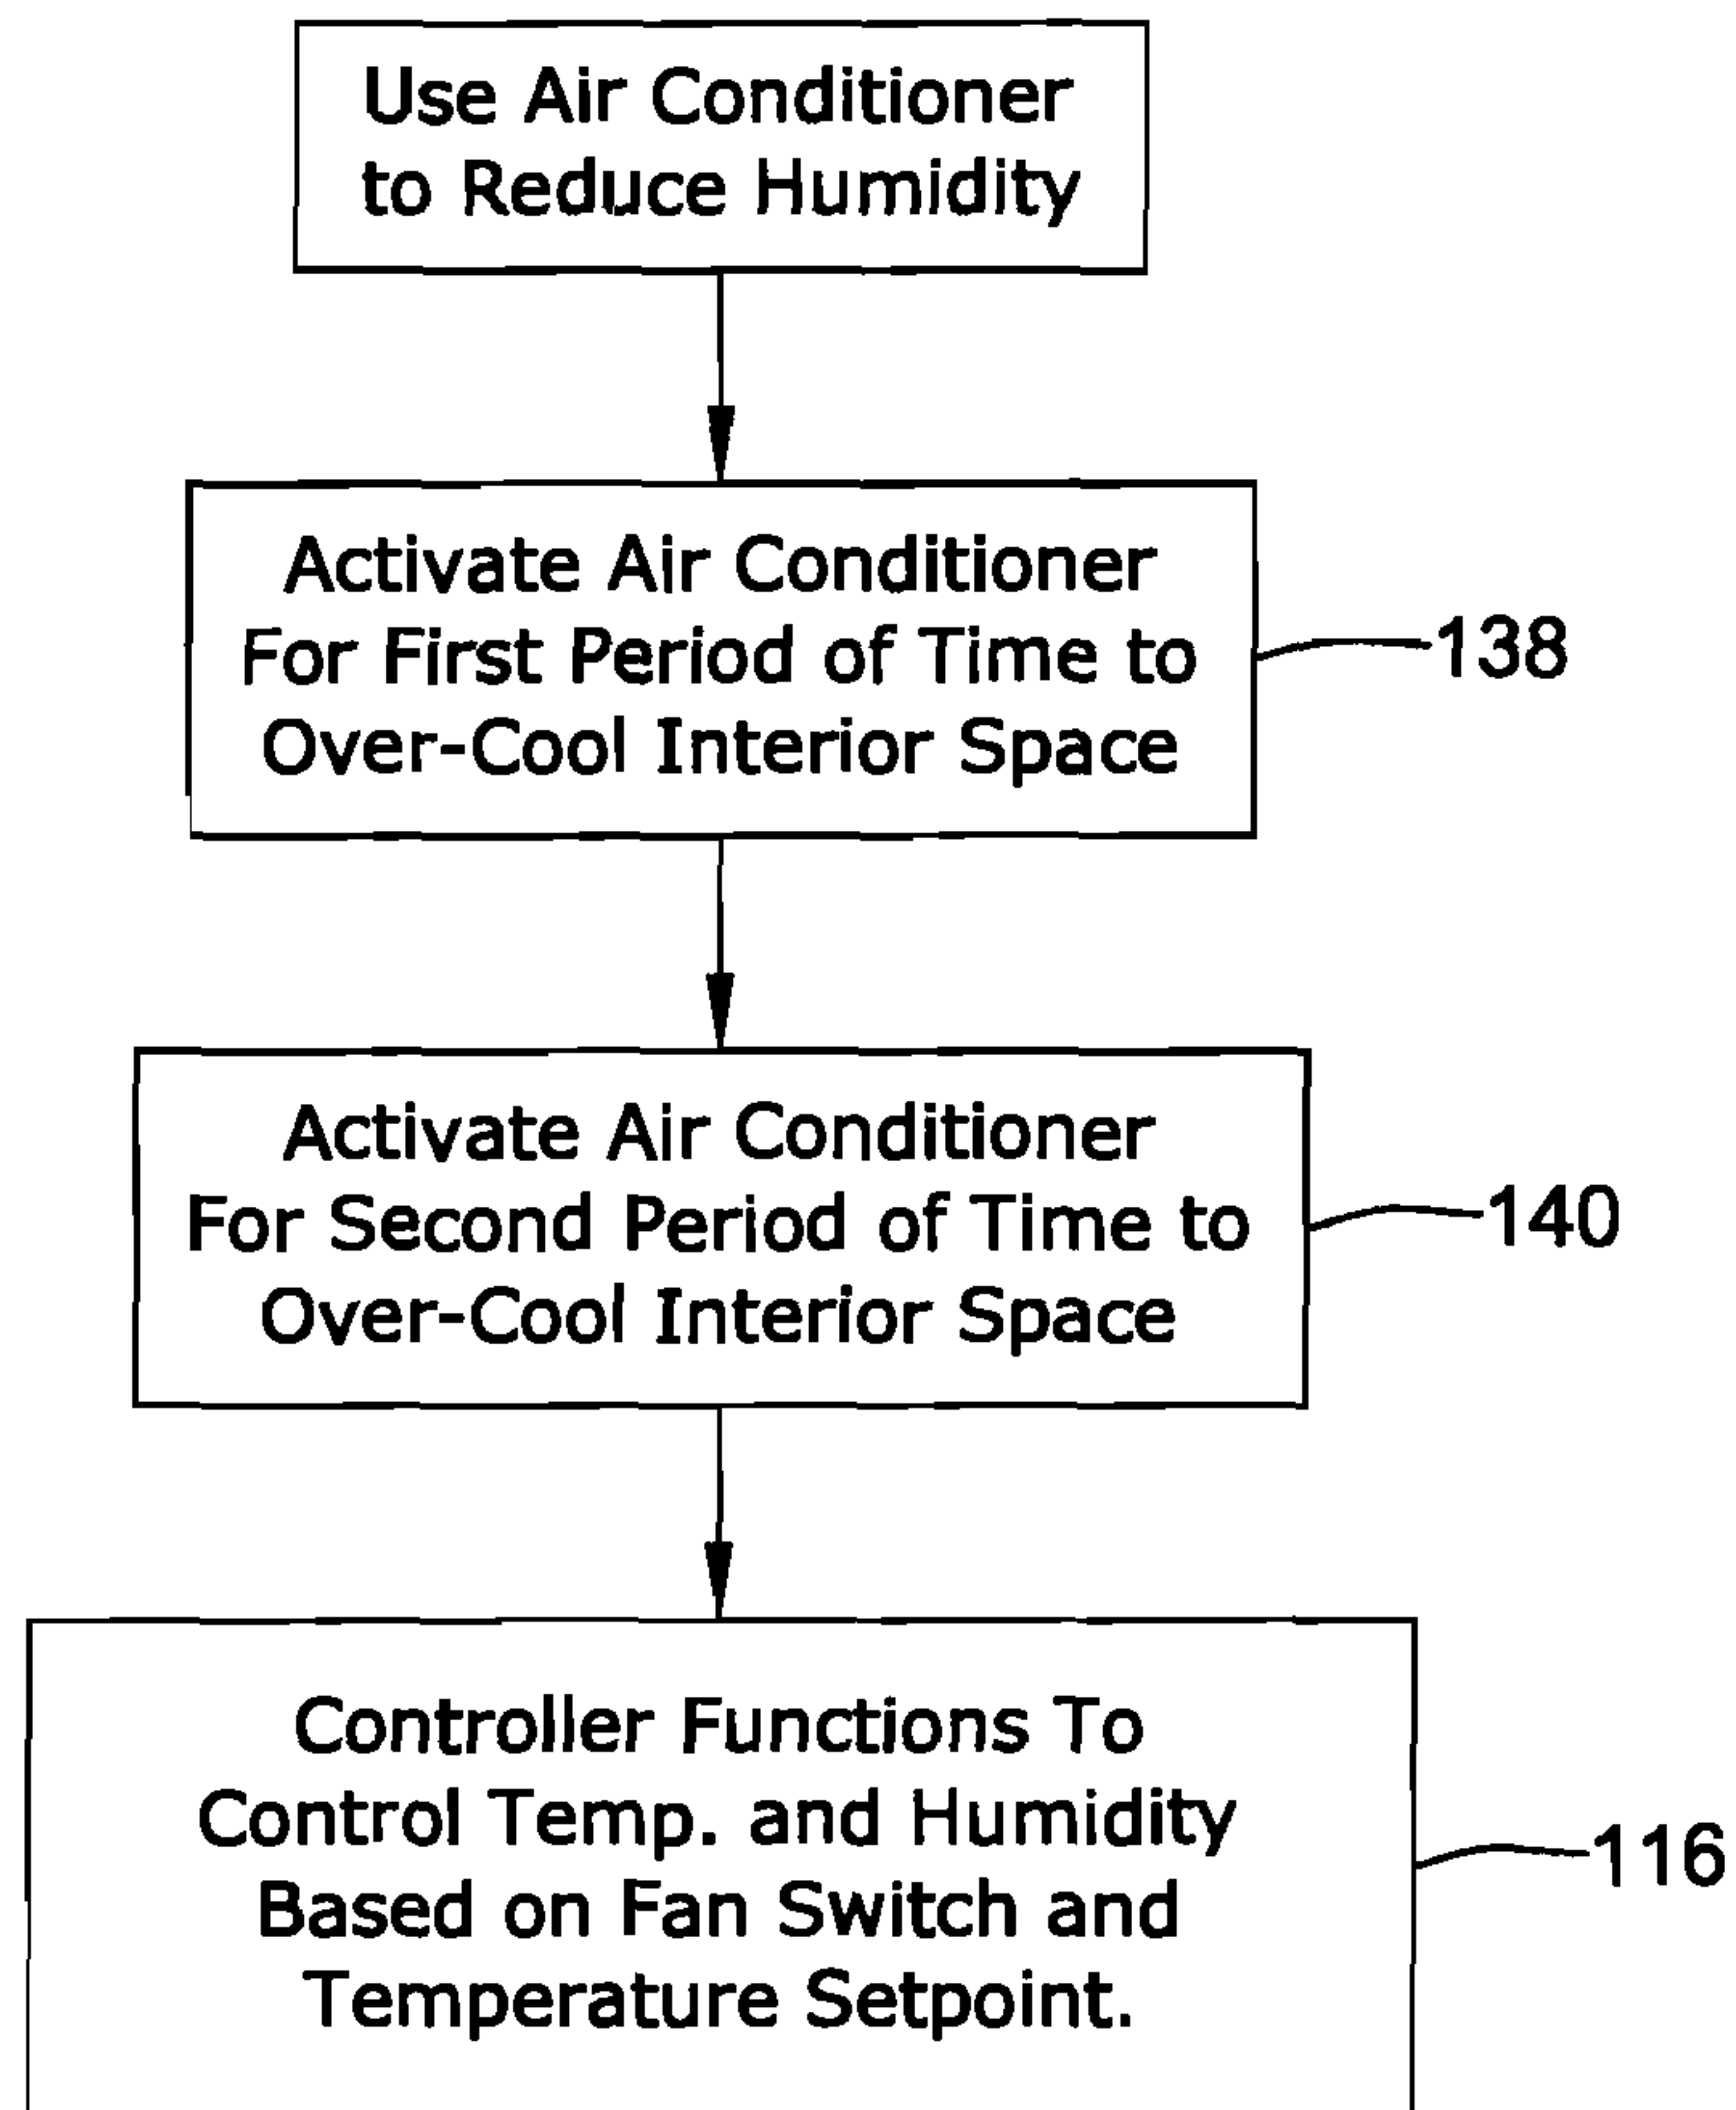 Use Air Conditioner
to Reduce Humidity
Activate Air Conditioner
For First Period of Time to
Over-Cool Interior Space
138
Activate Air Conditioner
For Second Period of Time to
Over-Cool Interior Space
140
Controller Functions To
Control Temp. and Humidity
Based on Fan Switch and
Temperature Setpoint.
116